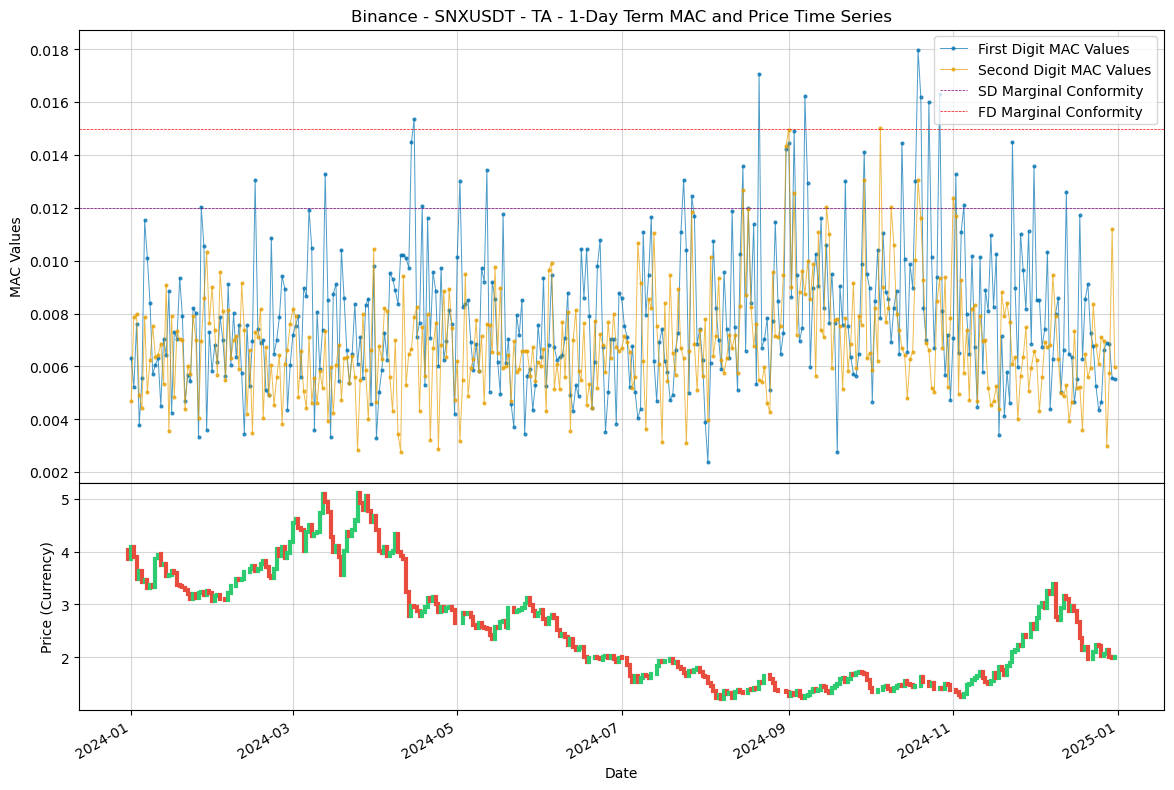 Binance - SNXUSDT - TA - 1-Day Term MAC and Price Time Series
First Digit MAC Values
Second Digit MAC Values
SD Marginal Conformity
FD Marginal Conformity
MAC Values
0.018
0.016
0.014
0.012
0.010
0.008
0.006
0.004
0.002
Price (Currency)
5
4
3
2
2024-01
2024-03
2024-05
2024-07
2024-09
2024-11
2025-01
Date